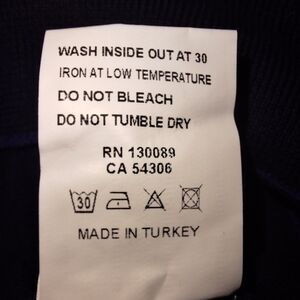 WASH INSIDE OUT AT 30
IRON AT LOW TEMPERATURE
DO NOT BLEACH
DO NOT TUMBLE DRY
RN 130089
CA 54306
30
MADE IN TURKEY